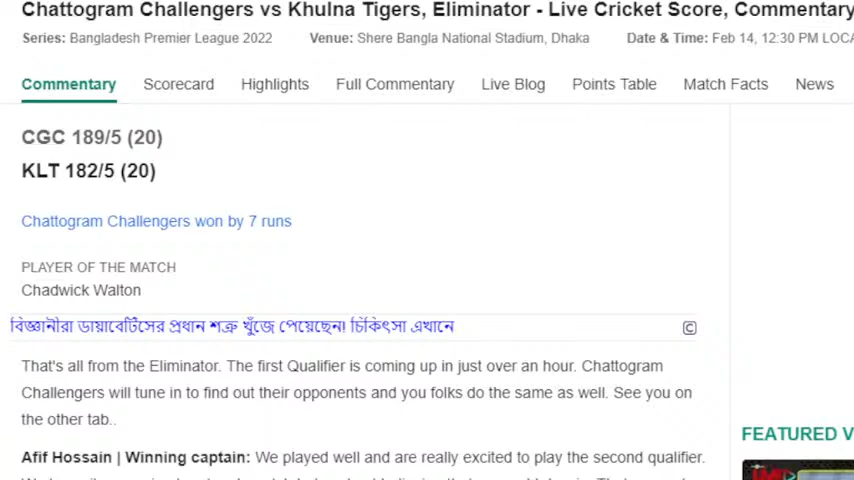 Chattogram Challengers vs Khulna Tigers, Eliminator - Live Cricket Score, Commentary
Series: Bangladesh Premier League 2022 Venue: Shere Bangla National Stadium, Dhaka Date & Time: Feb 14, 12:30 PM
Commentary Scorecard Highlights Full Commentary Live Blog Points Table Match Facts News
CGC 189/5 (20)
KLT 182/5 (20)
Chattogram Challengers won by 7 runs
PLAYER OF THE MATCH
Chadwick Walton
বিজ্ঞানীরা ডায়াবেটিসের প্রধান শত্রু খুঁজে পেয়েছেন! চিকিৎসা এখানে
That's all from the Eliminator. The first Qualifier is coming up in just over an hour. Chattogram
Challengers will tune in to find out their opponents and you folks do the same as well. See you on
the other tab..
Afif Hossain | Winning captain: We played well and are really excited to play the second qualifier.
FEATURED V